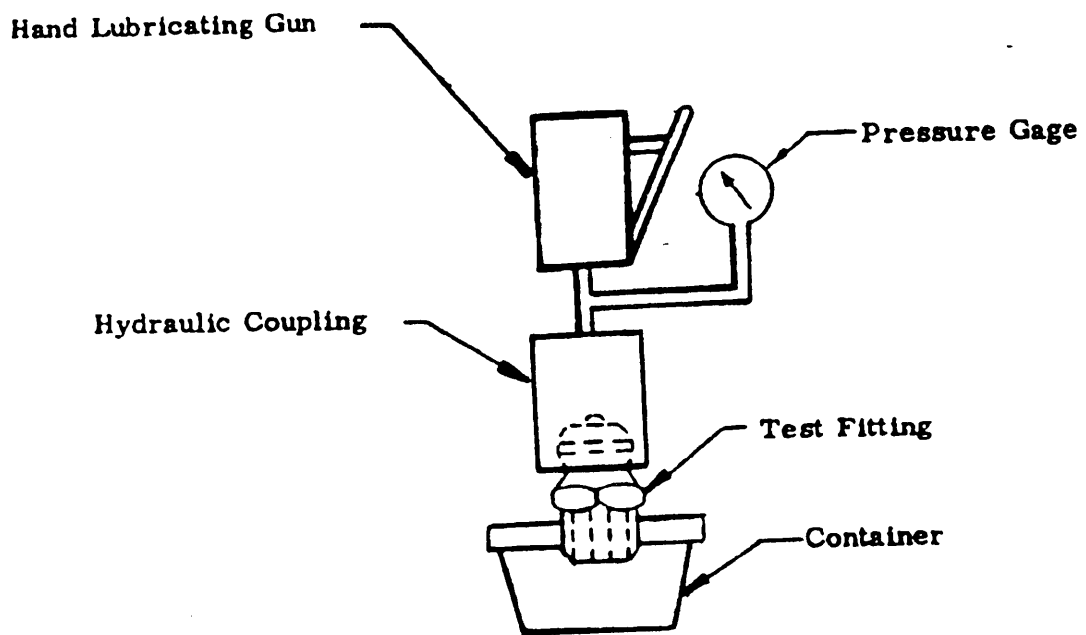 Hand Lubricating Gun
Pressure Gage
Hydraulic Coupling
Test Fitting
Container